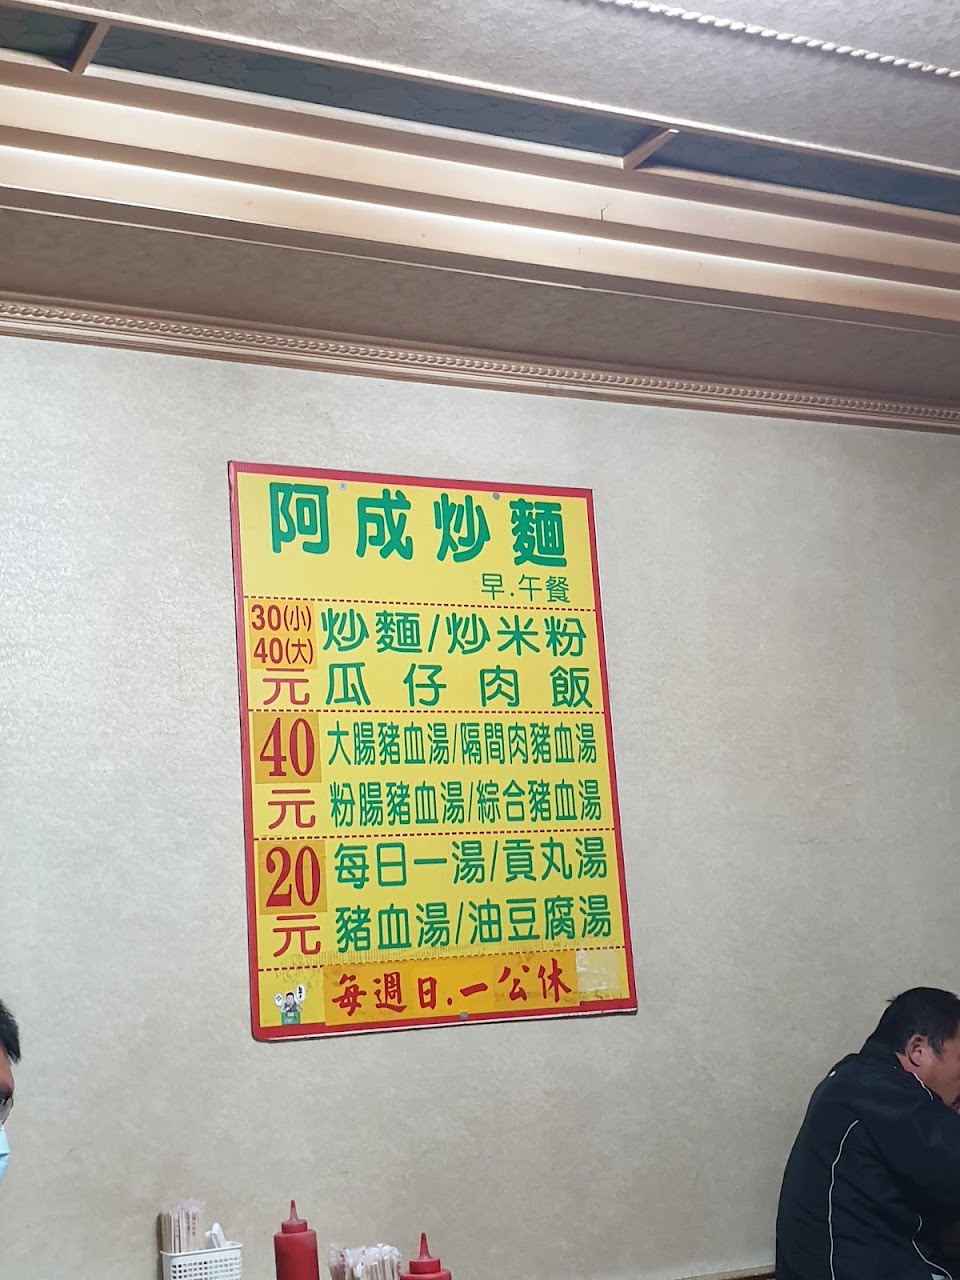 阿成炒麵
早.午餐
30(小)
40(大)
元
炒麵/炒米粉
瓜仔肉飯
40
元
大腸豬血湯/隔間肉豬血湯
粉腸豬血湯/綜合豬血湯
20
元
每日一湯/貢丸湯
豬血湯/油豆腐湯
每週日.一公休